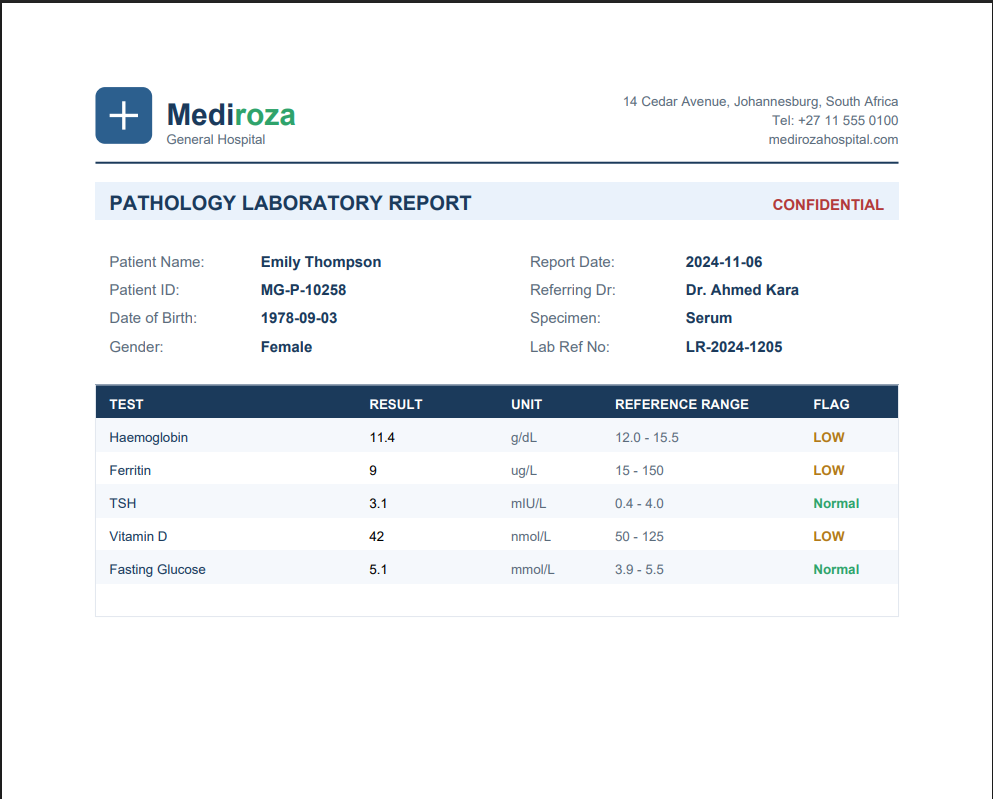 Mediroza
General Hospital
14 Cedar Avenue, Johannesburg, South Africa
Tel: +27 11 555 0100
medirozahospital.com
PATHOLOGY LABORATORY REPORT CONFIDENTIAL
Patient Name: Emily Thompson Report Date: 2024-11-06
Patient ID: MG-P-10258 Referring Dr: Dr. Ahmed Kara
Date of Birth: 1978-09-03 Specimen: Serum
Gender: Female Lab Ref No: LR-2024-1205
TEST RESULT UNIT REFERENCE RANGE FLAG
Haemoglobin 11.4 g/dL 12.0 - 15.5 LOW
Ferritin 9 ug/L 15 - 150 LOW
TSH 3.1 mIU/L 0.4 - 4.0 Normal
Vitamin D 42 nmol/L 50 - 125 LOW
Fasting Glucose 5.1 mmol/L 3.9 - 5.5 Normal